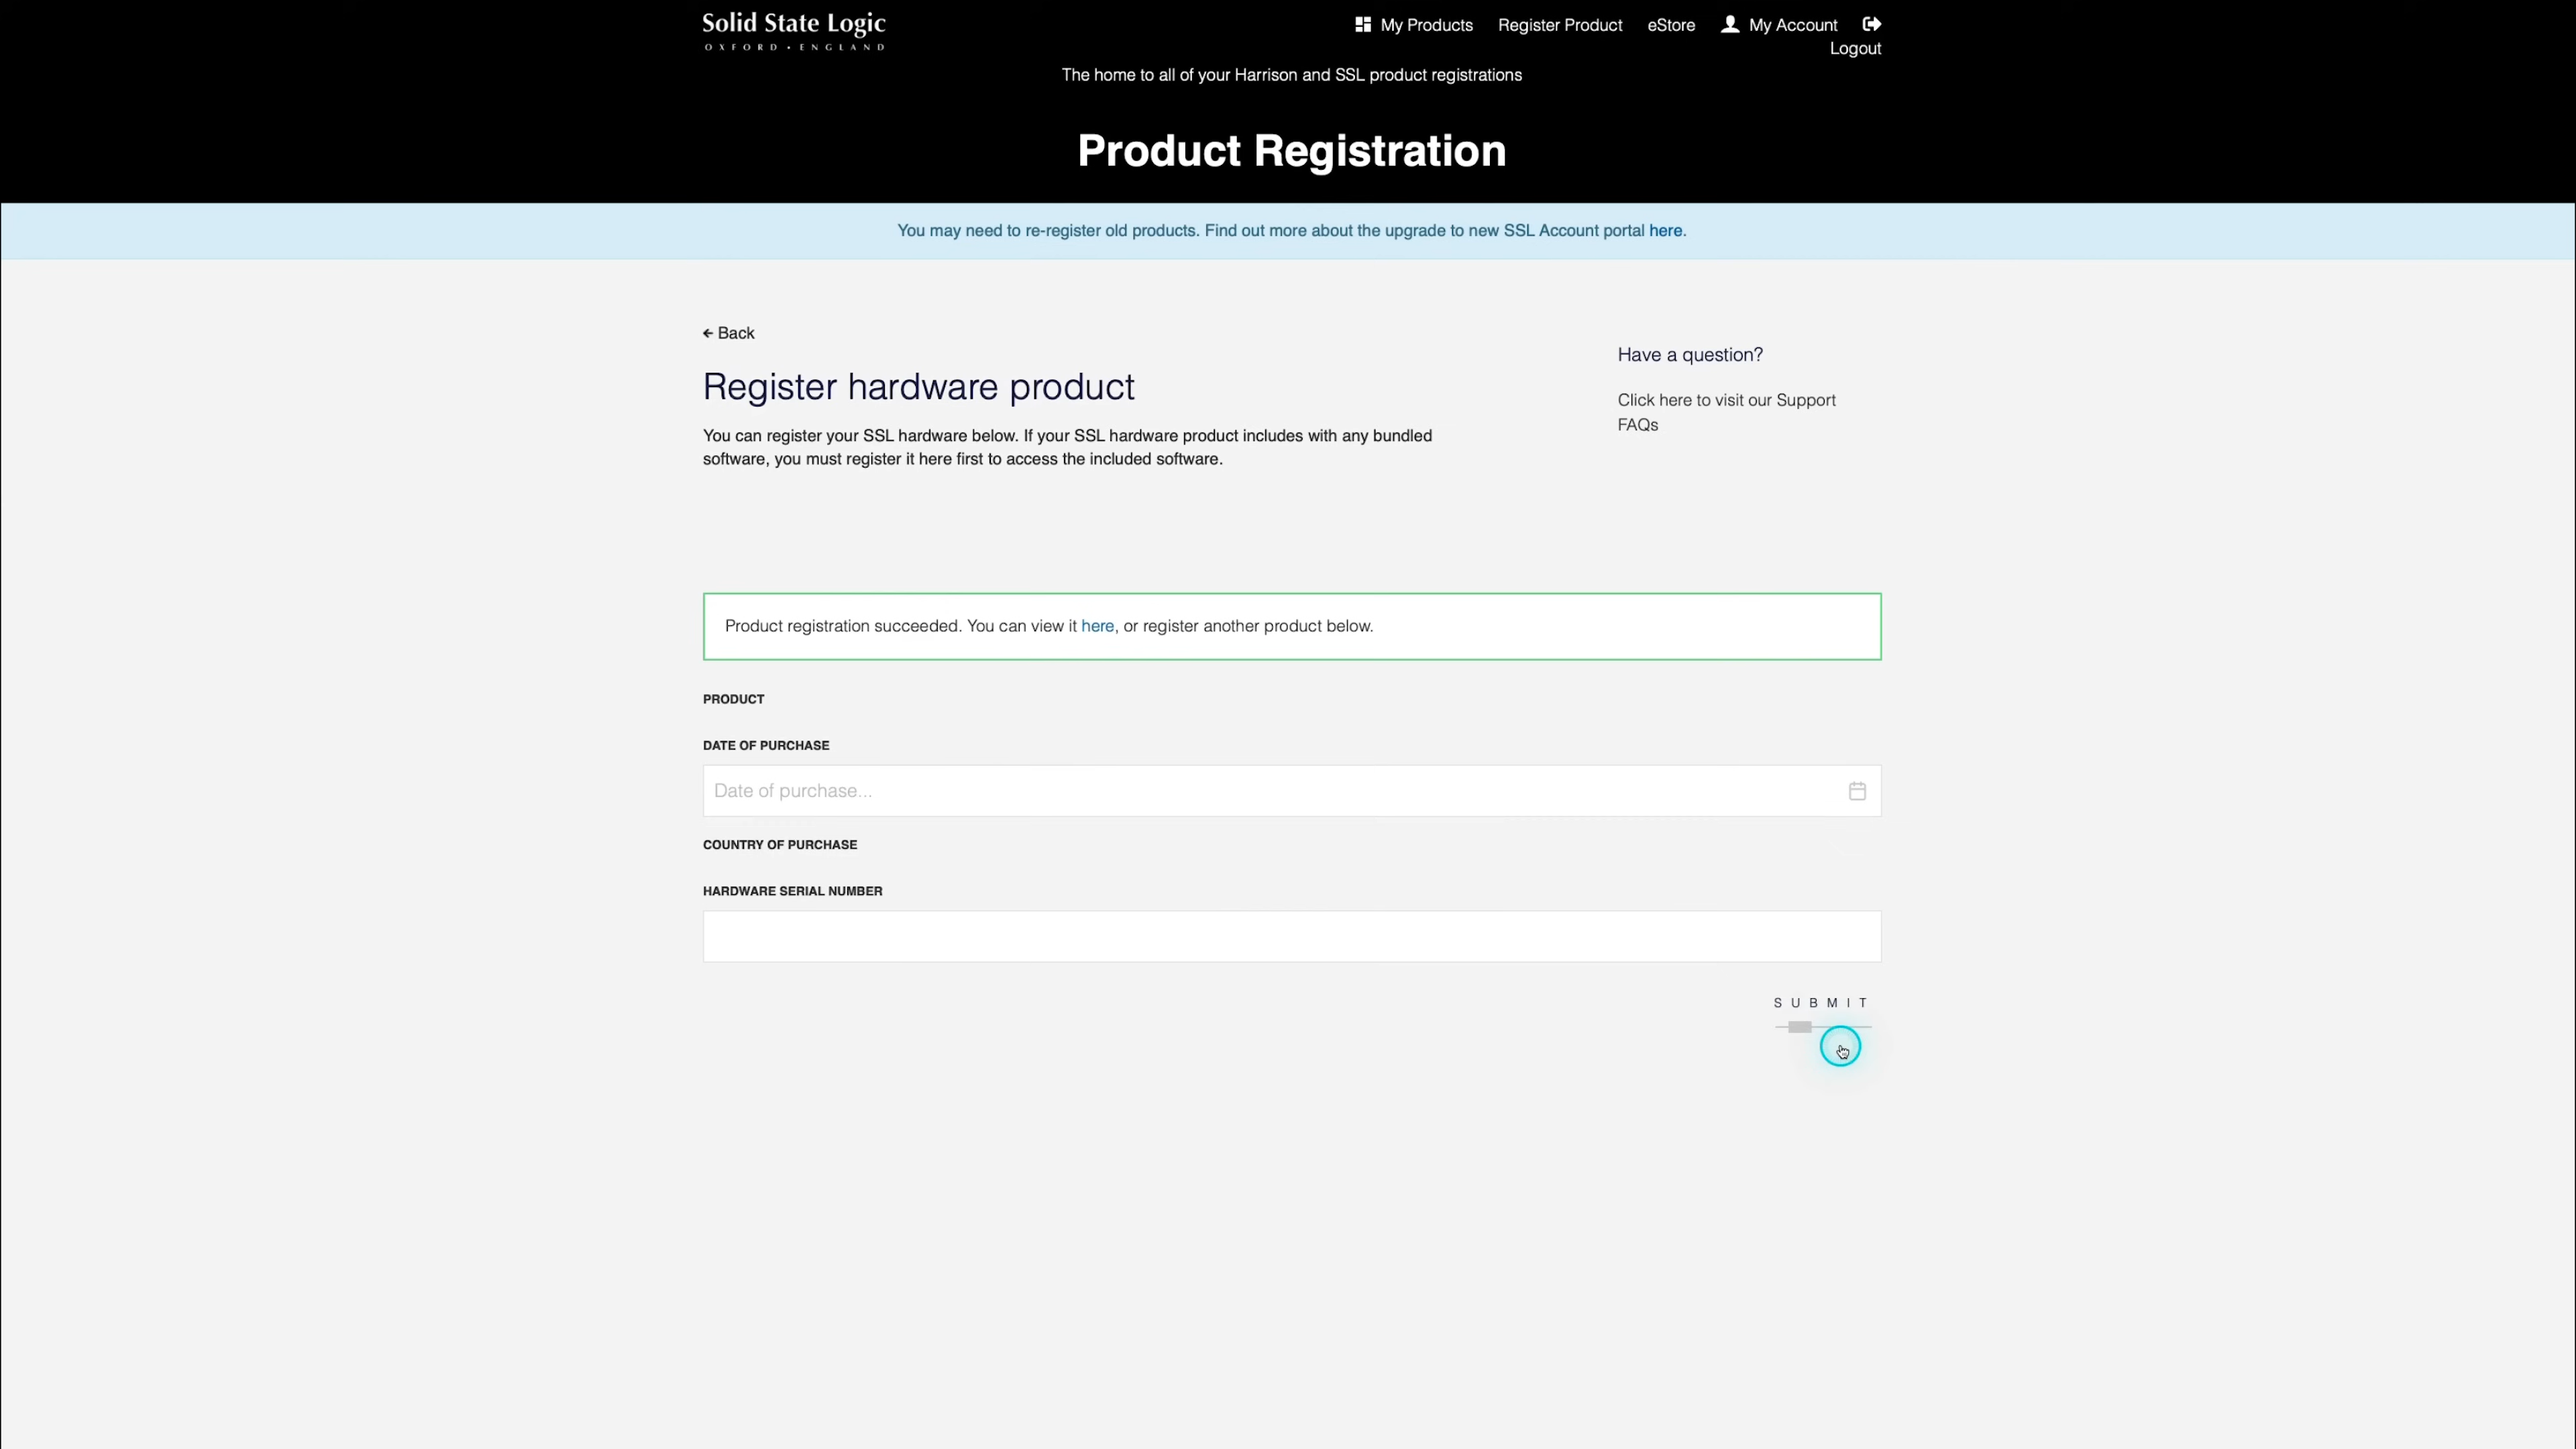 Solid State Logic
OXFORD • ENGLAND
My Products Register Product eStore My Account
Logout
The home to all of your Harrison and SSL product registrations
Product Registration
You may need to re-register old products. Find out more about the upgrade to new SSL Account portal here.
Back
Have a question?
Register hardware product
Click here to visit our Support
FAQs
You can register your SSL hardware below. If your SSL hardware product includes with any bundled
software, you must register it here first to access the included software.
Product registration succeeded. You can view it here, or register another product below.
PRODUCT
DATE OF PURCHASE
Date of purchase...
COUNTRY OF PURCHASE
HARDWARE SERIAL NUMBER
SUBMIT